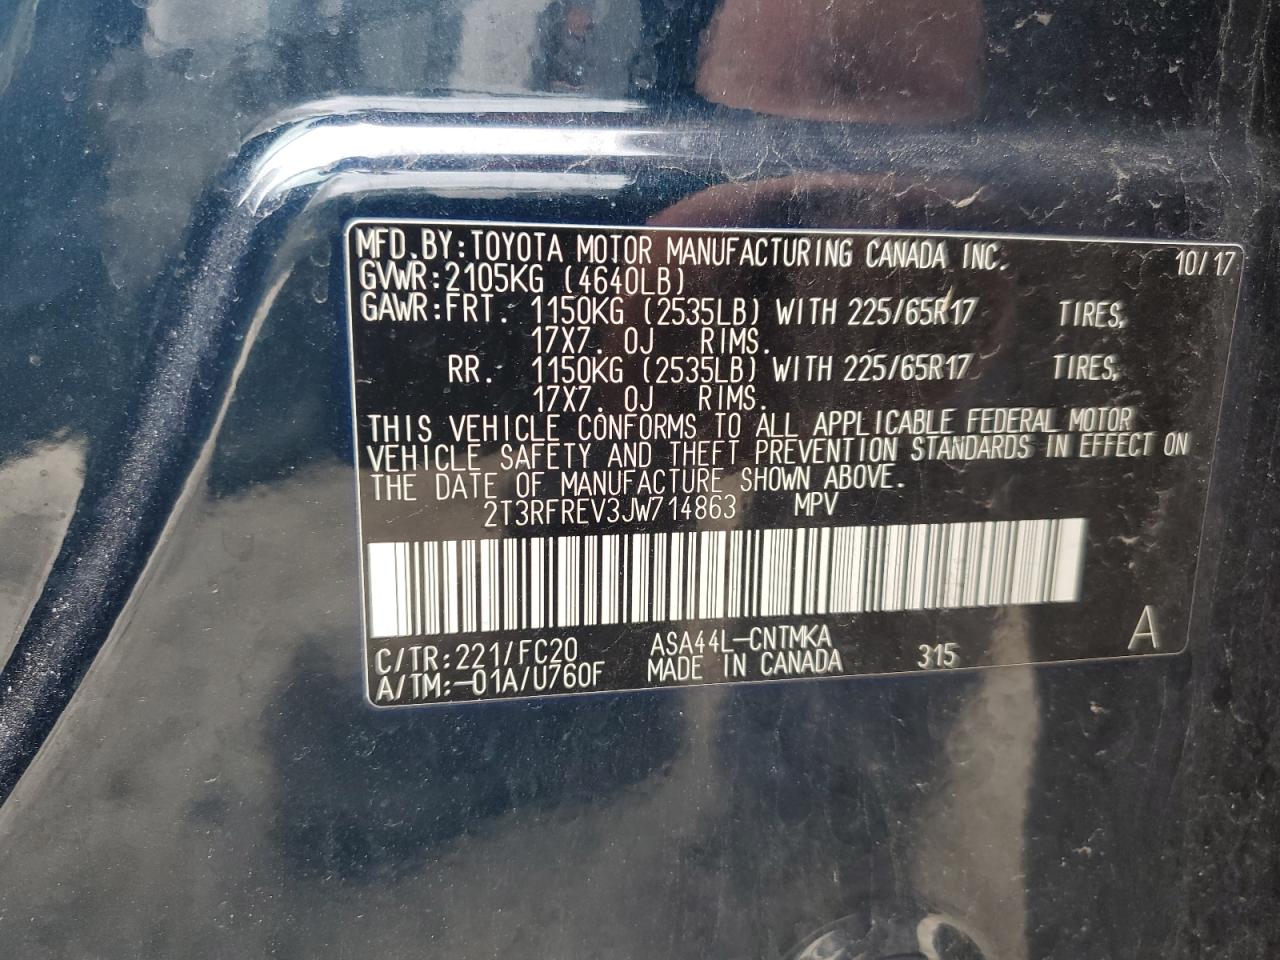 MFD.BY:TOYOTA MOTOR MANUFACTURING CANADA INC. 10/17
GVWR:2105KG (4640LB)
GAWR:FRT. 1150KG (2535LB) WITH 225/65R17 TIRES,
17X7.0J RIMS.
RR. 1150KG (2535LB) WITH 225/65R17 TIRES,
17X7.0J RIMS.
THIS VEHICLE CONFORMS TO ALL APPLICABLE FEDERAL MOTOR
VEHICLE SAFETY AND THEFT PREVENTION STANDARDS IN EFFECT ON
THE DATE OF MANUFACTURE SHOWN ABOVE.
2T3RFREV3JW714863 MPV
C/TR:221/FC20 ASA44L-CNTMKA
A/TM:-01A/U760F MADE IN CANADA 315 A